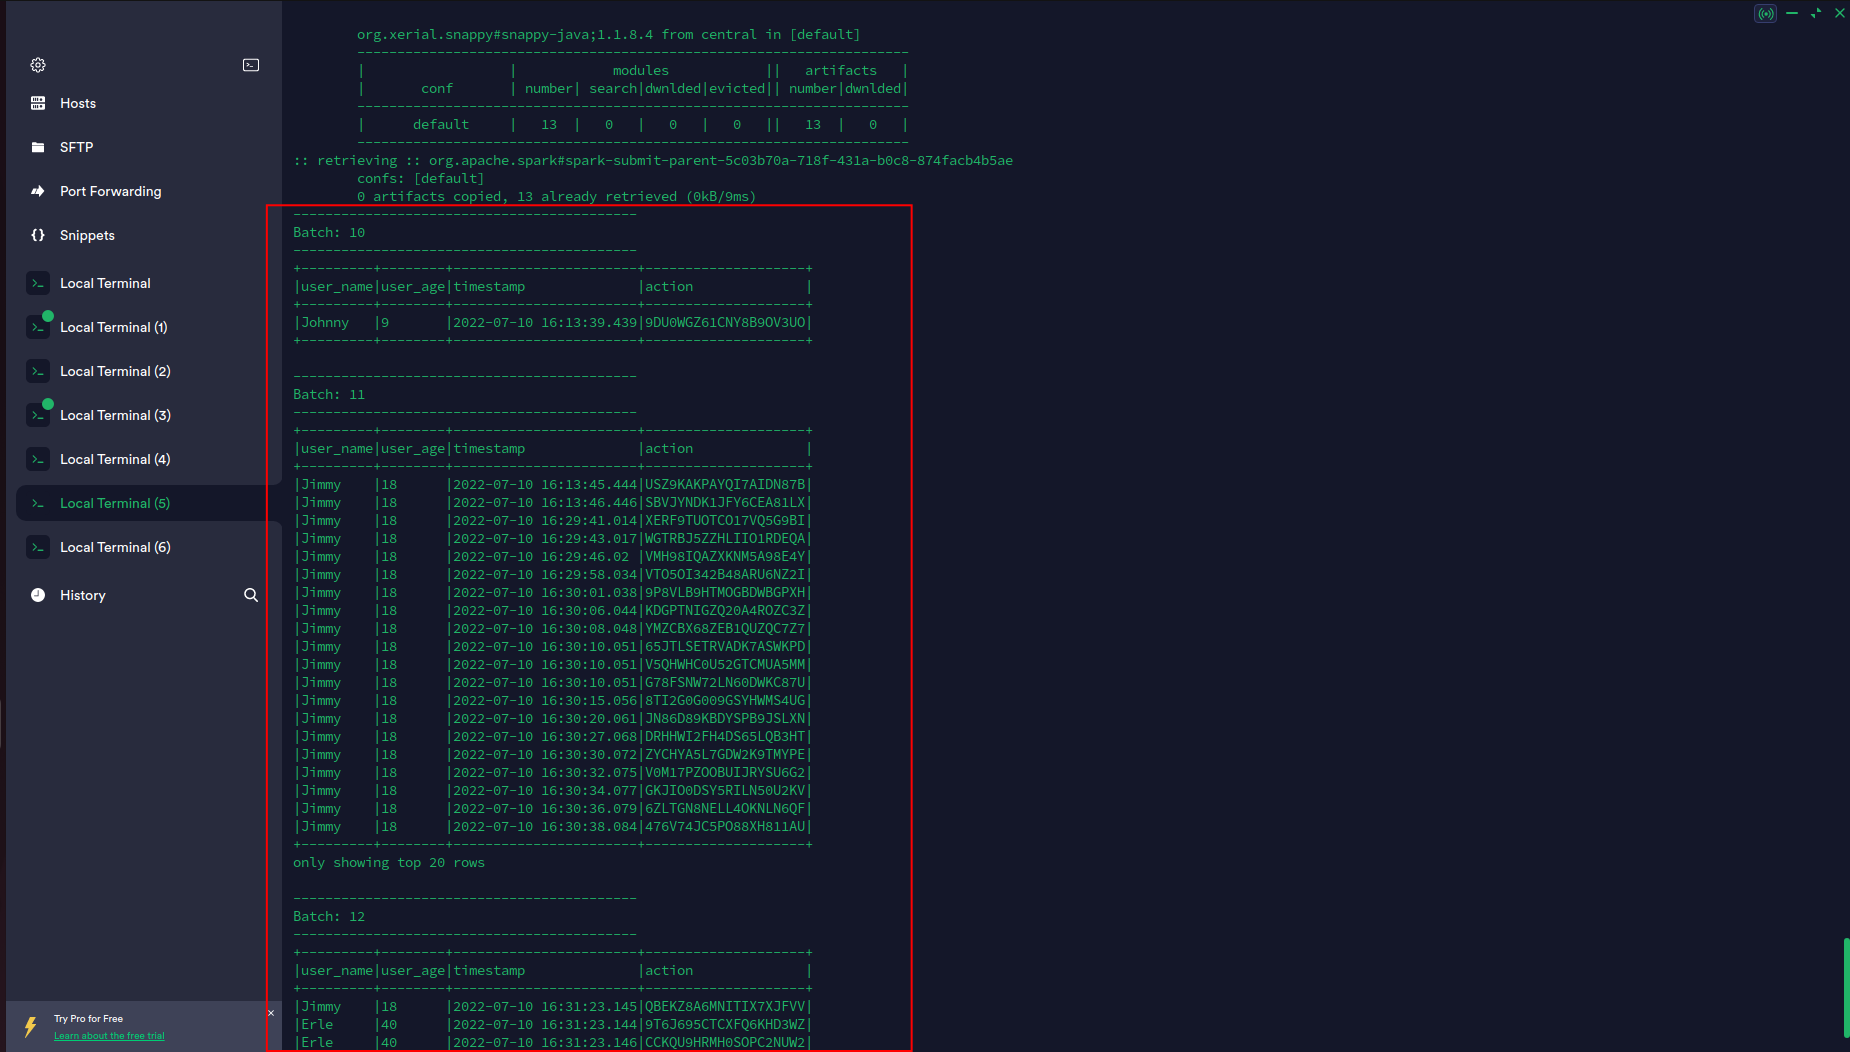 Hosts
SFTP
Port Forwarding
Snippets
Local Terminal
Local Terminal (1)
Local Terminal (2)
Local Terminal (3)
Local Terminal (4)
Local Terminal (5)
Local Terminal (6)
History
Try Pro for Free
Learn about the free trial
org.xerial.snappy#snappy-java;1.1.8.4 from central in [default]
---------------------------------------------------------------------
|                  |            modules            ||   artifacts   |
|       conf       | number| search|dwnlded|evicted|| number|dwnlded|
---------------------------------------------------------------------
|      default     |   13  |   0   |   0   |   0   ||   13  |   0   |
---------------------------------------------------------------------
:: retrieving :: org.apache.spark#spark-submit-parent-5c03b70a-718f-431a-b0c8-874facb4b5ae
confs: [default]
0 artifacts copied, 13 already retrieved (0kB/9ms)
-------------------------------------------
Batch: 10
-------------------------------------------
+---------+--------+-----------------------+--------------------+
|user_name|user_age|timestamp              |action              |
+---------+--------+-----------------------+--------------------+
|Johnny   |9       |2022-07-10 16:13:39.439|9DU0WGZ61CNY8B9OV3UO|
+---------+--------+-----------------------+--------------------+
-------------------------------------------
Batch: 11
-------------------------------------------
+---------+--------+-----------------------+--------------------+
|user_name|user_age|timestamp              |action              |
+---------+--------+-----------------------+--------------------+
|Jimmy    |18      |2022-07-10 16:13:45.444|USZ9KAKPAYQI7AIDN87B|
|Jimmy    |18      |2022-07-10 16:13:46.446|SBVJYNDK1JFY6CEA81LX|
|Jimmy    |18      |2022-07-10 16:29:41.014|XERF9TUOTCO17VQ5G9BI|
|Jimmy    |18      |2022-07-10 16:29:43.017|WGTRBJ5ZZHLIIO1RDEQA|
|Jimmy    |18      |2022-07-10 16:29:46.02 |VMH98IQAZXKNM5A98E4Y|
|Jimmy    |18      |2022-07-10 16:29:58.034|VTO5OI342B48ARU6NZ2I|
|Jimmy    |18      |2022-07-10 16:30:01.038|9P8VLB9HTMOGBDWBGPXH|
|Jimmy    |18      |2022-07-10 16:30:06.044|KDGPTNIGZQ20A4ROZC3Z|
|Jimmy    |18      |2022-07-10 16:30:08.048|YMZCBX68ZEB1QUZQC7Z7|
|Jimmy    |18      |2022-07-10 16:30:10.051|65JTLSETRVADK7ASWKPD|
|Jimmy    |18      |2022-07-10 16:30:10.051|V5QHWHC0U52GTCMUA5MM|
|Jimmy    |18      |2022-07-10 16:30:10.051|G78FSNW72LN60DWKC87U|
|Jimmy    |18      |2022-07-10 16:30:15.056|8TI2G0G009GSYHWMS4UG|
|Jimmy    |18      |2022-07-10 16:30:20.061|JN86D89KBDYSPB9JSLXN|
|Jimmy    |18      |2022-07-10 16:30:27.068|DRHHWI2FH4DS65LQB3HT|
|Jimmy    |18      |2022-07-10 16:30:30.072|ZYCHYA5L7GDW2K9TMYPE|
|Jimmy    |18      |2022-07-10 16:30:32.075|V0M17PZOOBUIJRYSU6G2|
|Jimmy    |18      |2022-07-10 16:30:34.077|GKJIO0DSY5RILN50U2KV|
|Jimmy    |18      |2022-07-10 16:30:36.079|6ZLTGN8NELL4OKNLN6QF|
|Jimmy    |18      |2022-07-10 16:30:38.084|476V74JC5PO88XH811AU|
+---------+--------+-----------------------+--------------------+
only showing top 20 rows
-------------------------------------------
Batch: 12
-------------------------------------------
+---------+--------+-----------------------+--------------------+
|user_name|user_age|timestamp              |action              |
+---------+--------+-----------------------+--------------------+
|Jimmy    |18      |2022-07-10 16:31:23.145|QBEKZ8A6MNITIX7XJFVV|
|Erle     |40      |2022-07-10 16:31:23.144|9T6J695CTCXFQ6KHD3WZ|
|Erle     |40      |2022-07-10 16:31:23.146|CCKQU9HRMH0SOPC2NUW2|